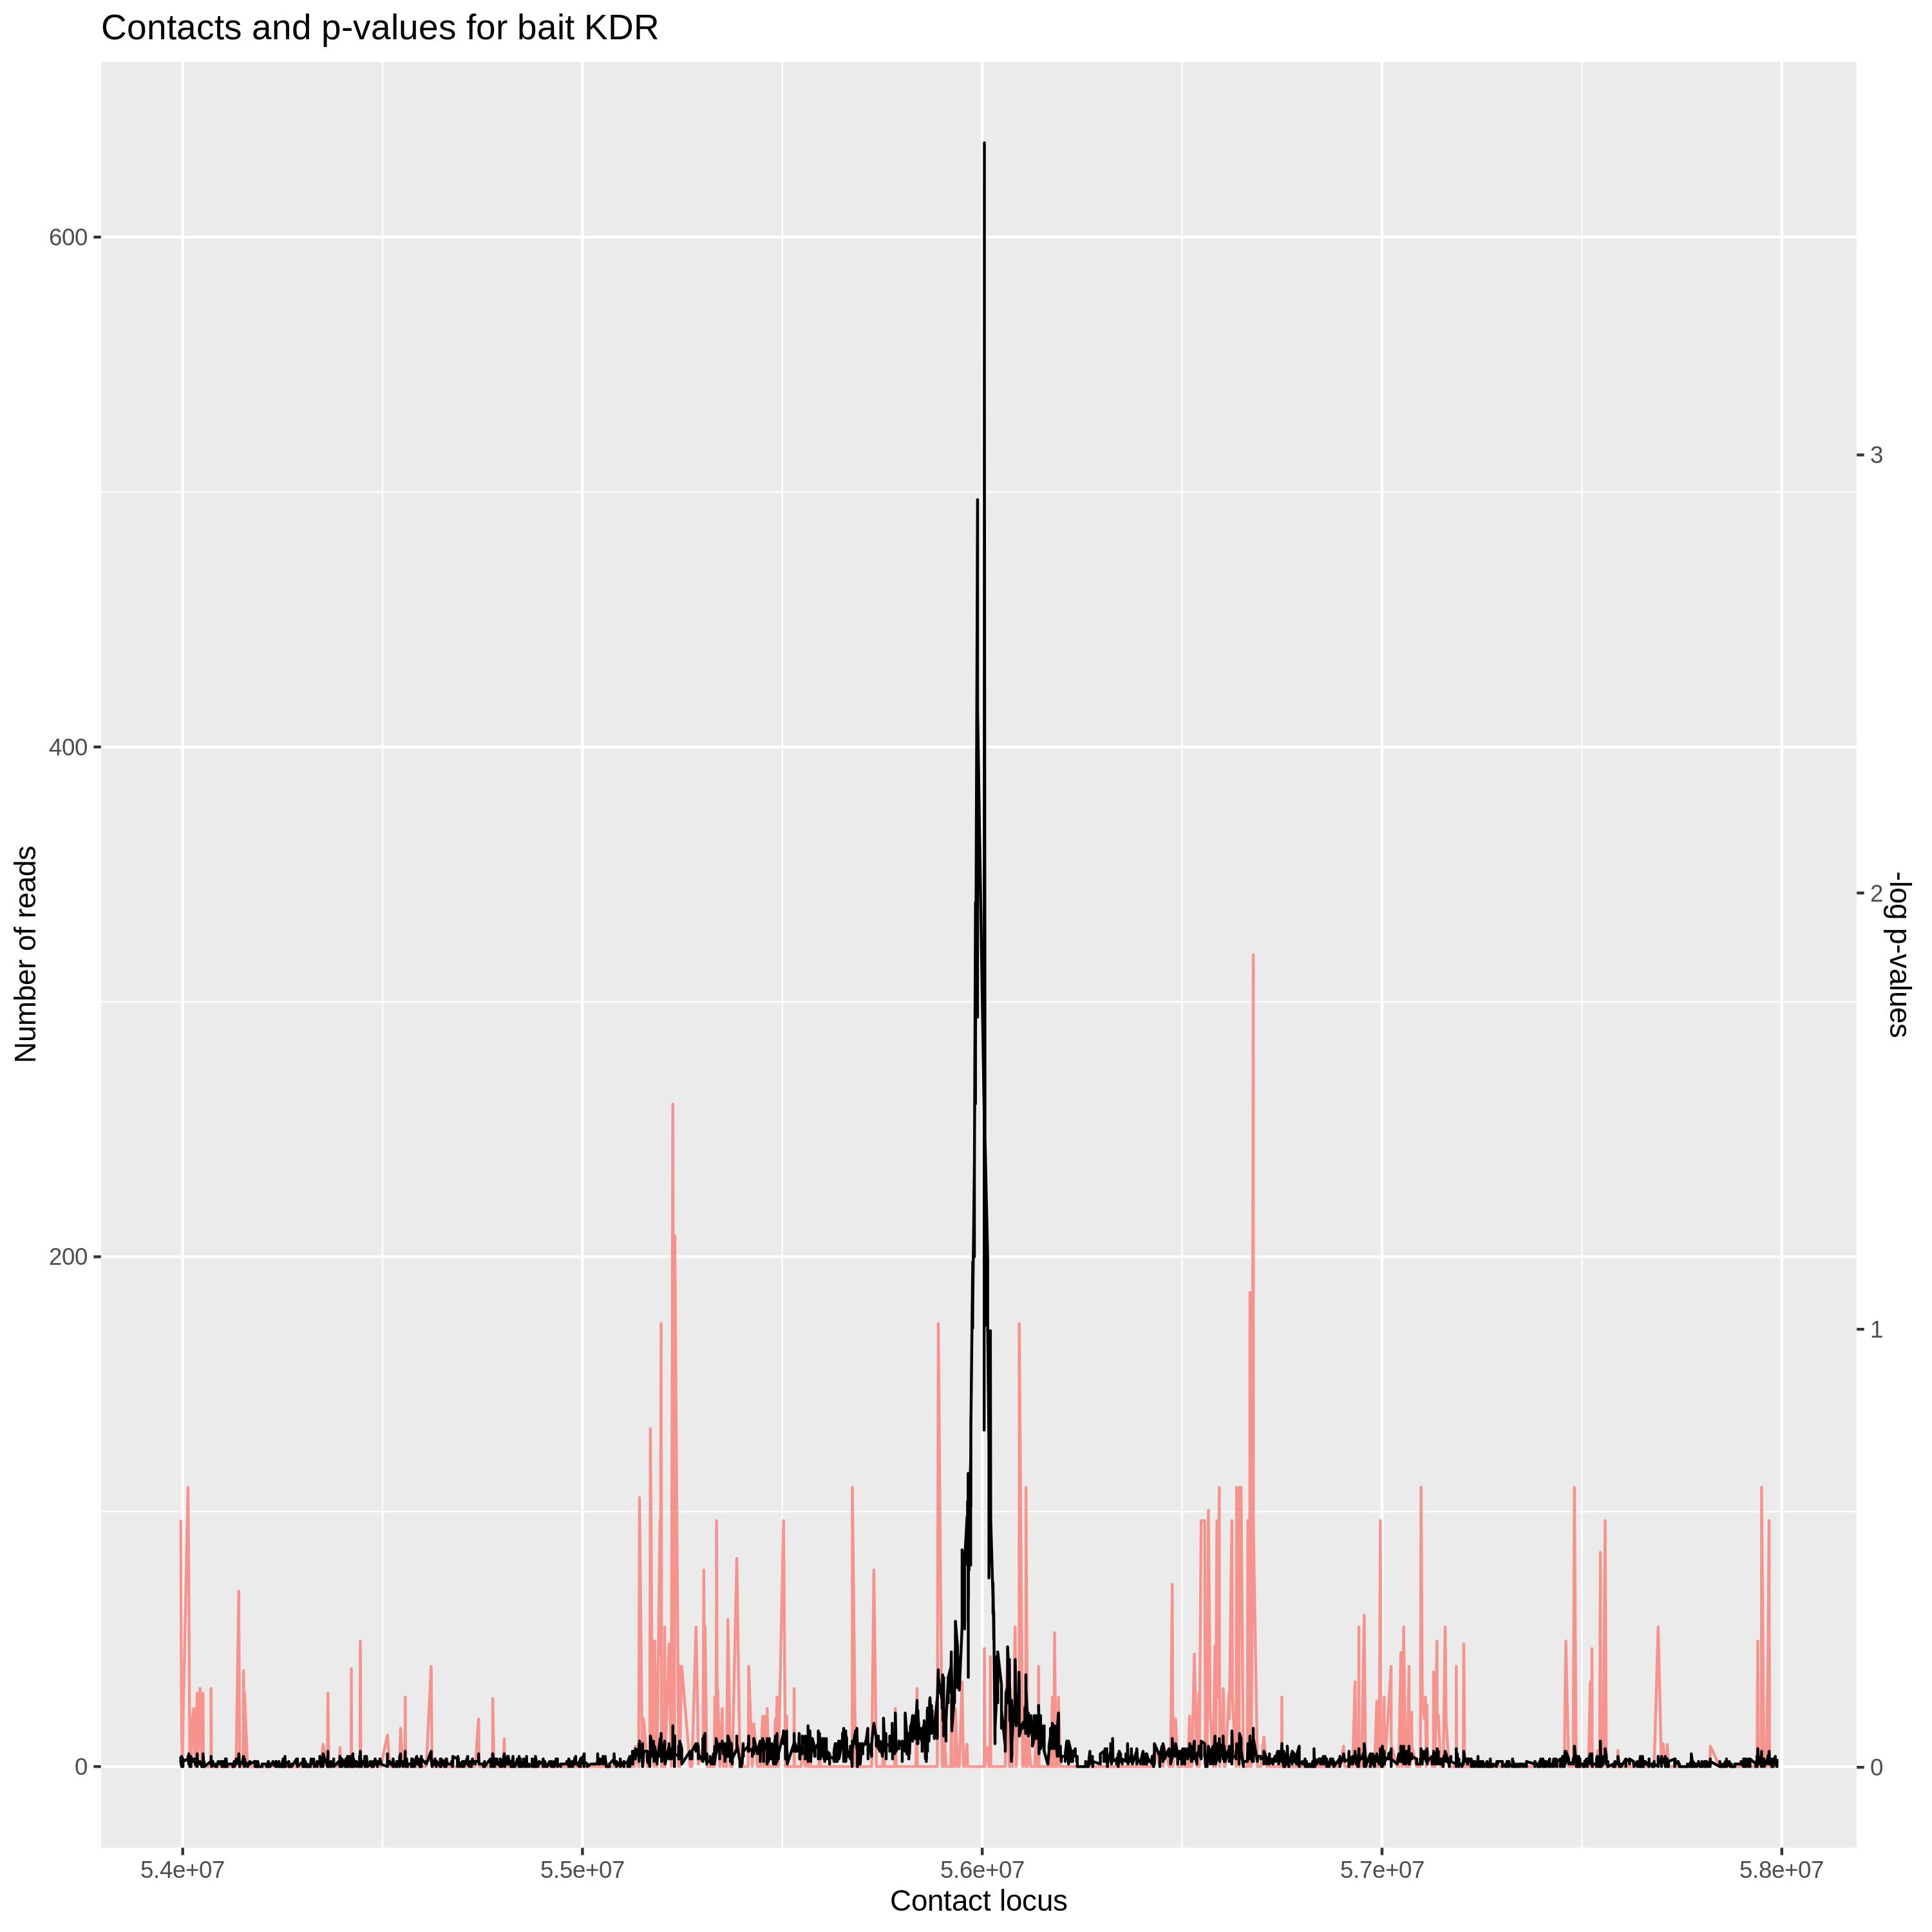 Contacts and p-values for bait KDR
600
400
200
0
Number of reads
3
2
1
0
-log p-values
5.4e+07 5.5e+07 5.6e+07 5.7e+07 5.8e+07
Contact locus